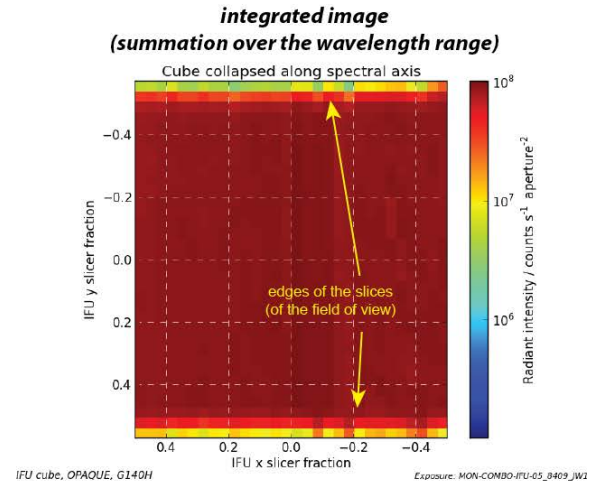 integrated image
(summation over the wavelength range)
Cube collapsed along spectral axis
−0.4
−0.2
0.0
0.2
0.4
IFU y slicer fraction
edges of the slices
(of the field of view)
0.4 0.2 0.0 −0.2 −0.4
IFU x slicer fraction
10⁸
10⁷
10⁶
Radiant intensity / counts s⁻¹ aperture⁻²
IFU cube, OPAQUE, G140H
Exposure: MON-COMBO-IFU-05_8409_JW1